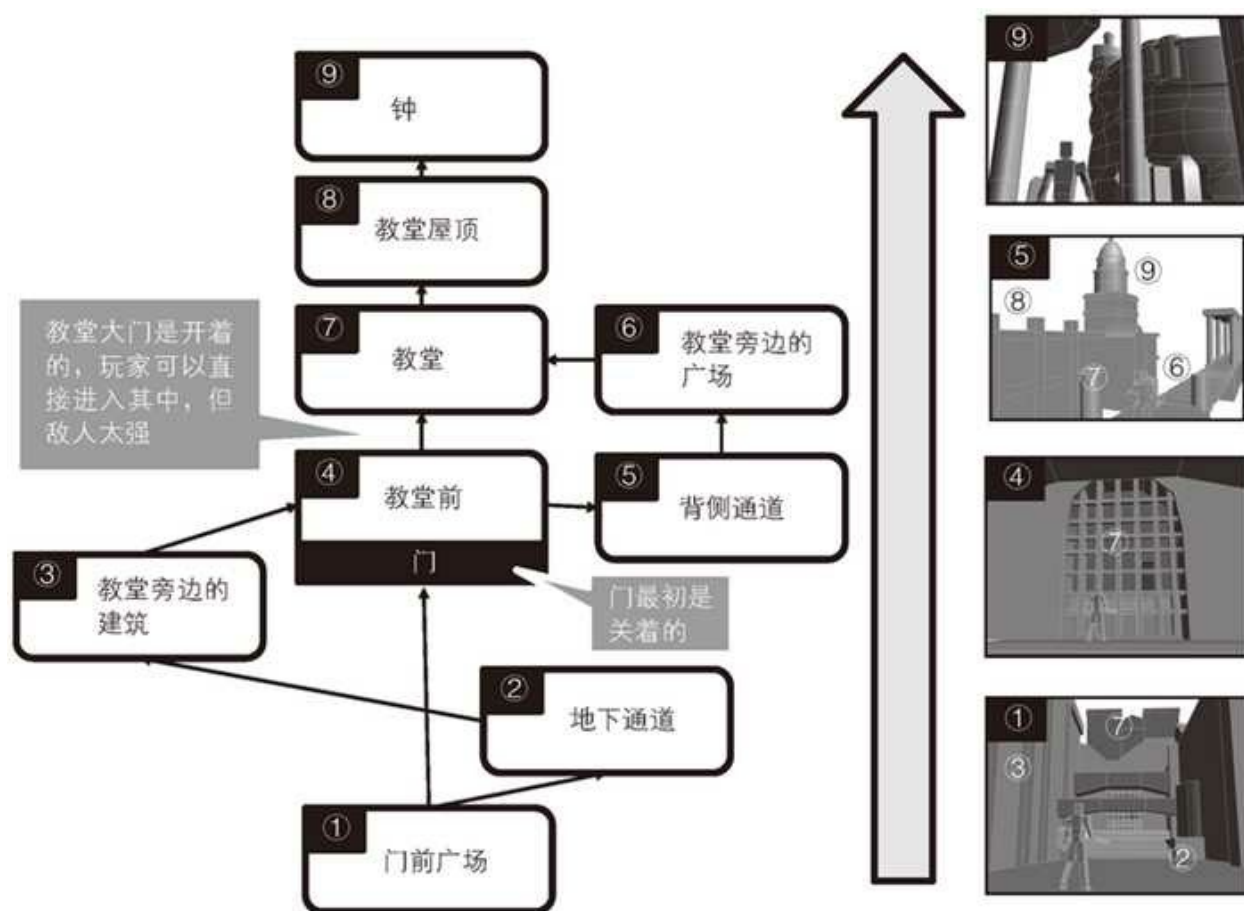 ⑨
钟
⑧
教堂屋顶
教堂大门是开着
的，玩家可以直
接进入其中，但
敌人太强
⑦
教堂
⑥
教堂旁边的
广场
④
教堂前
门
⑤
背侧通道
③
教堂旁边的
建筑
门最初是
关着的
②
地下通道
①
门前广场
⑨
⑤
⑨
⑧
⑦
⑥
④
⑦
①
⑦
③
②